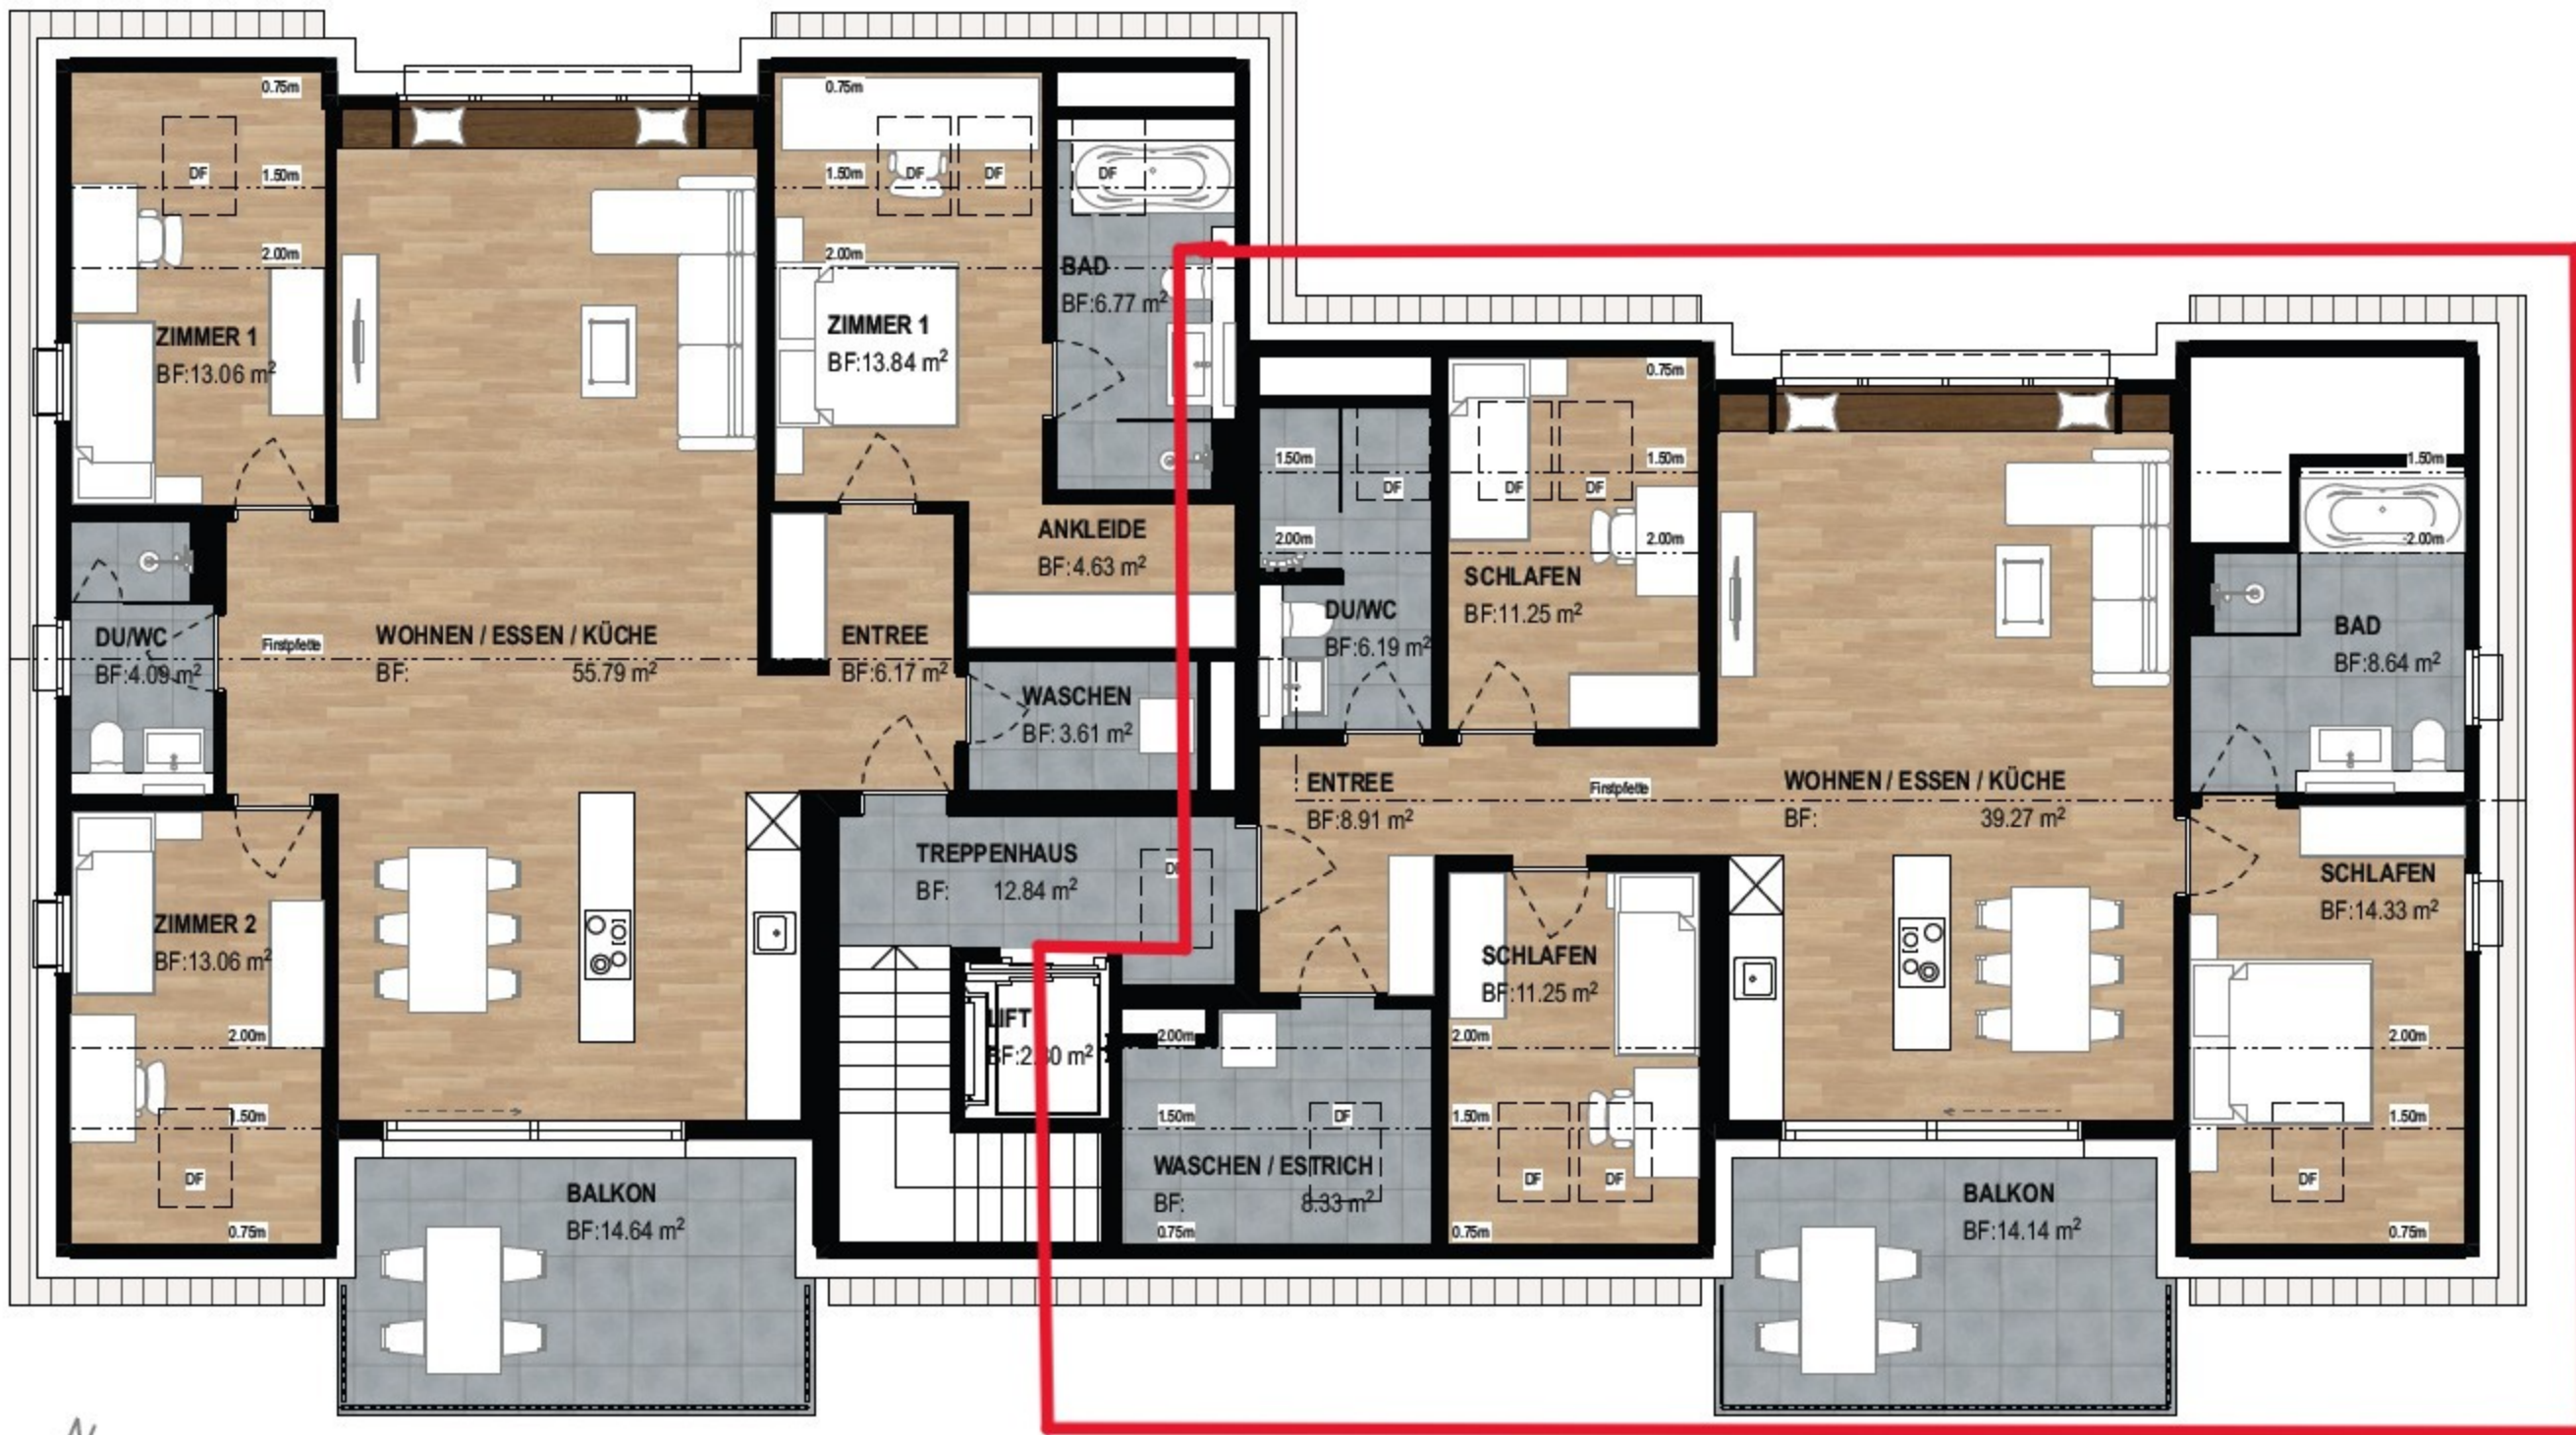 0.75m
DF
1.50m
2.00m
ZIMMER 1
BF:13.06 m²
0.75m
1.50m
DF
DF
2.00m
ZIMMER 1
BF:13.84 m²
DF
BAD
BF:6.77 m²
ANKLEIDE
BF:4.63 m²
DU/WC
BF:4.09 m²
Firstpfette
WOHNEN / ESSEN / KÜCHE
BF: 55.79 m²
ENTREE
BF:6.17 m²
WASCHEN
BF: 3.61 m²
TREPPENHAUS
BF: 12.84 m²
ZIMMER 2
BF:13.06 m²
2.00m
1.50m
DF
0.75m
BALKON
BF:14.64 m²
LIFT
1.50m
DF
2.00m
DU/WC
BF:6.19 m²
0.75m
1.50m
DF
DF
2.00m
SCHLAFEN
BF:11.25 m²
1.50m
2.00m
BAD
BF:8.64 m²
ENTREE
BF:8.91 m²
Firstpfette
WOHNEN / ESSEN / KÜCHE
BF: 39.27 m²
SCHLAFEN
BF:14.33 m²
SCHLAFEN
BF:11.25 m²
2.00m
1.50m
DF
WASCHEN / ESTRICH
BF: 8.33 m²
0.75m
2.00m
1.50m
DF
DF
0.75m
BALKON
BF:14.14 m²
2.00m
1.50m
DF
0.75m